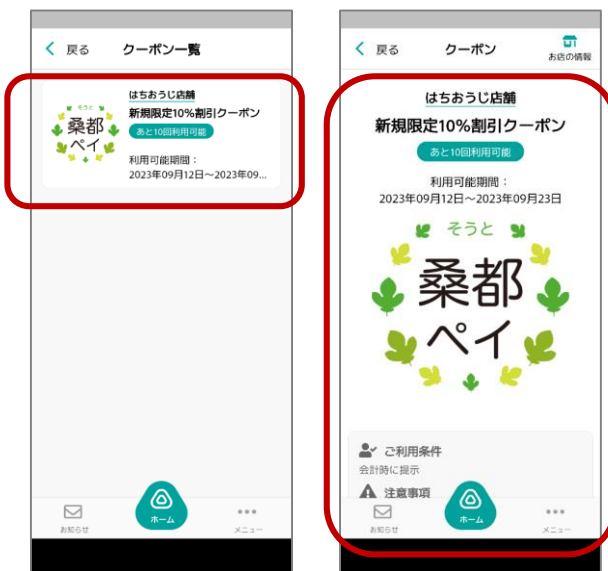 戻る
クーポン一覧
はちおうじ店舗
新規限定10%割引クーポン
あと10回利用可能
利用可能期間：
2023年09月12日〜2023年09...
そうと
桑都
ペイ
お知らせ
ホーム
メニュー
戻る
クーポン
お店の情報
はちおうじ店舗
新規限定10%割引クーポン
あと10回利用可能
利用可能期間：
2023年09月12日〜2023年09月23日
そうと
桑都
ペイ
ご利用条件
会計時に提示
注意事項
お知らせ
ホーム
メニュー